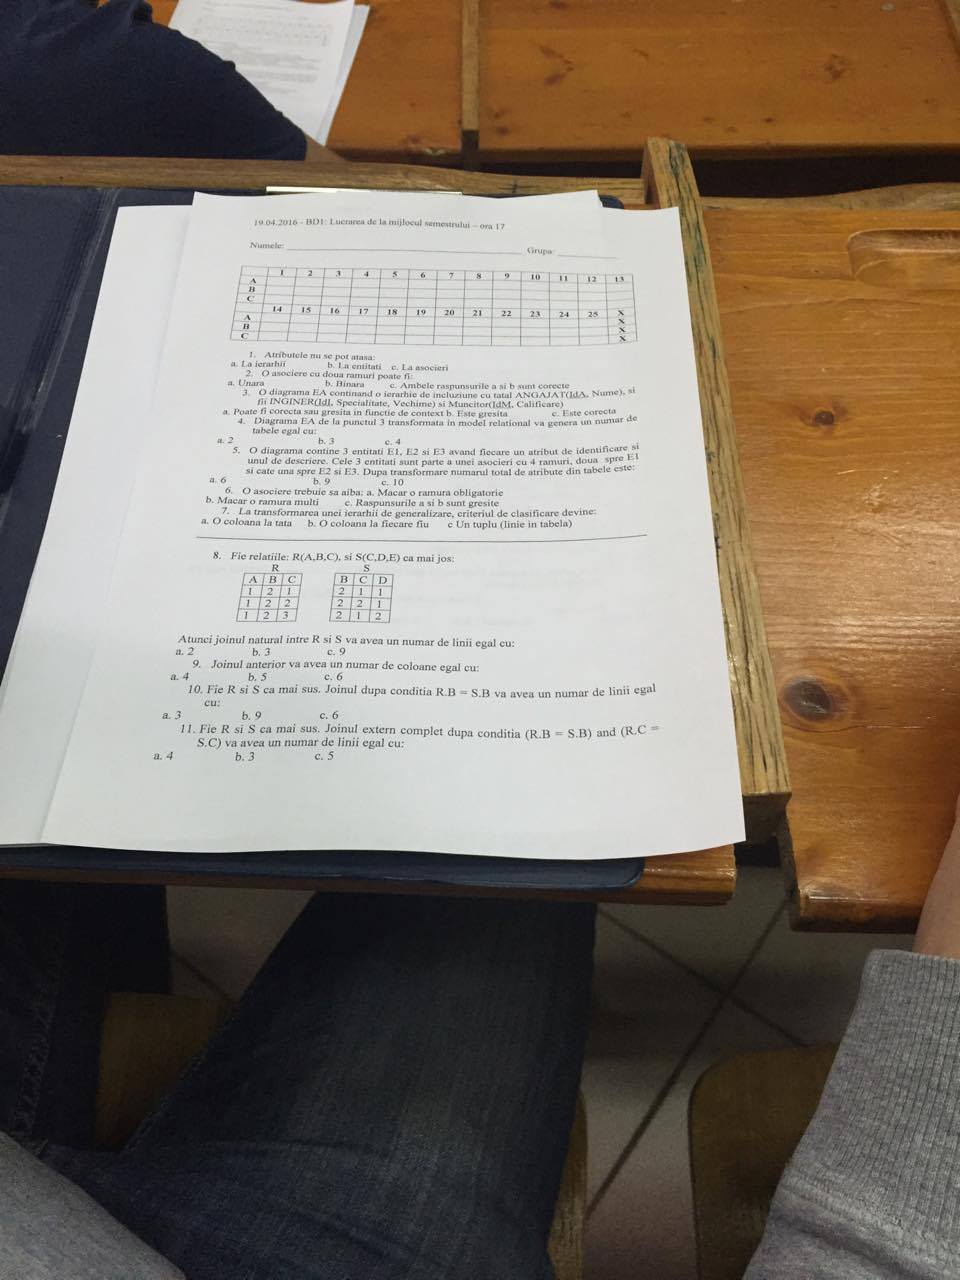 19.04.2016 - BD1: Lucrarea de la mijlocul semestrului – ora 17
Numele: Grupa:
1 2 3 4 5 6 7 8 9 10 11 12 13
A
B
C
14 15 16 17 18 19 20 21 22 23 24 25 X
A X
B X
C X
1. Atributele nu se pot atasa:
a. La ierarhii b. La entitati c. La asocieri
2. O asociere cu doua ramuri poate fi:
a. Unara b. Binara c. Ambele raspunsurile a si b sunt corecte
3. O diagrama EA continand o ierarhie de incluziune cu tatal ANGAJAT(IdA, Nume), si
fii INGINER(IdI, Specialitate, Vechime) si Muncitor(IdM, Calificare)
a. Poate fi corecta sau gresita in functie de context b. Este gresita c. Este corecta
4. Diagrama EA de la punctul 3 transformata in model relational va genera un numar de
tabele egal cu:
a. 2 b. 3 c. 4
5. O diagrama contine 3 entitati E1, E2 si E3 avand fiecare un atribut de identificare si
unul de descriere. Cele 3 entitati sunt parte a unei asocieri cu 4 ramuri, doua spre E1
si cate una spre E2 si E3. Dupa transformare numarul total de atribute din tabele este:
a. 6 b. 9 c. 10
6. O asociere trebuie sa aiba: a. Macar o ramura obligatorie
b. Macar o ramura multi c. Raspunsurile a si b sunt gresite
7. La transformarea unei ierarhii de generalizare, criteriul de clasificare devine:
a. O coloana la tata b. O coloana la fiecare fiu c Un tuplu (linie in tabela)
8. Fie relatiile: R(A,B,C), si S(C,D,E) ca mai jos:
R S
A B C B C D
1 2 1 2 1 1
1 2 2 2 2 1
1 2 3 2 1 2
Atunci joinul natural intre R si S va avea un numar de linii egal cu:
a. 2 b. 3 c. 9
9. Joinul anterior va avea un numar de coloane egal cu:
a. 4 b. 5 c. 6
10. Fie R si S ca mai sus. Joinul dupa conditia R.B = S.B va avea un numar de linii egal
cu:
a. 3 b. 9 c. 6
11. Fie R si S ca mai sus. Joinul extern complet dupa conditia (R.B = S.B) and (R.C =
S.C) va avea un numar de linii egal cu:
a. 4 b. 3 c. 5